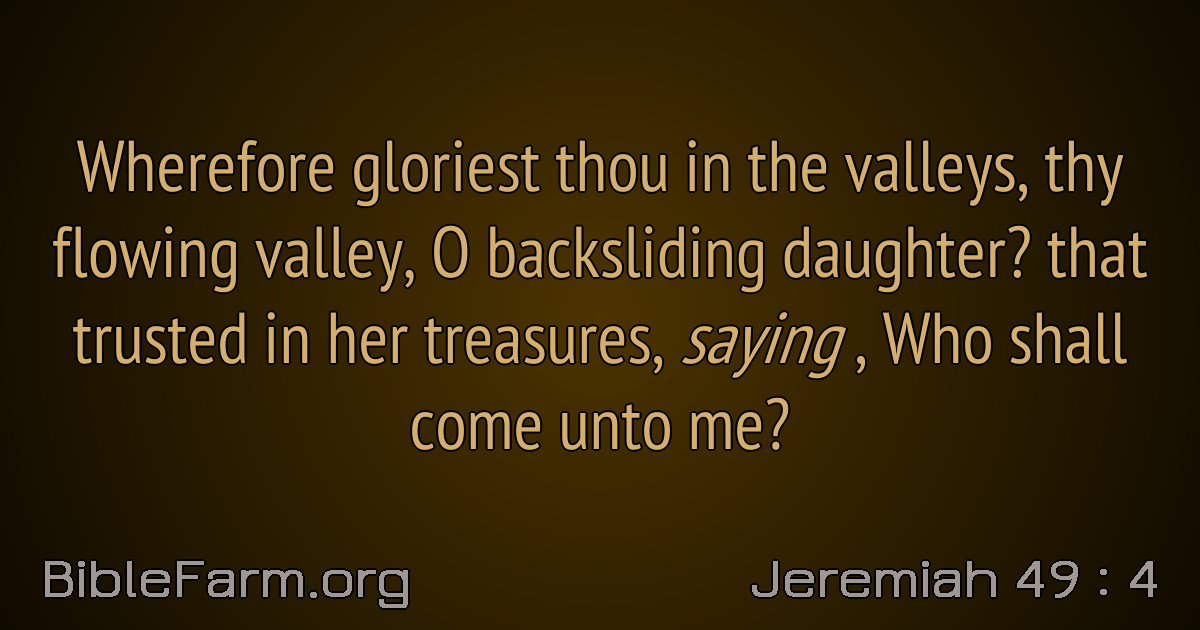 Wherefore gloriest thou in the valleys, thy
flowing valley, O backsliding daughter? that
trusted in her treasures, saying , Who shall
come unto me?
BibleFarm.org
Jeremiah 49 : 4